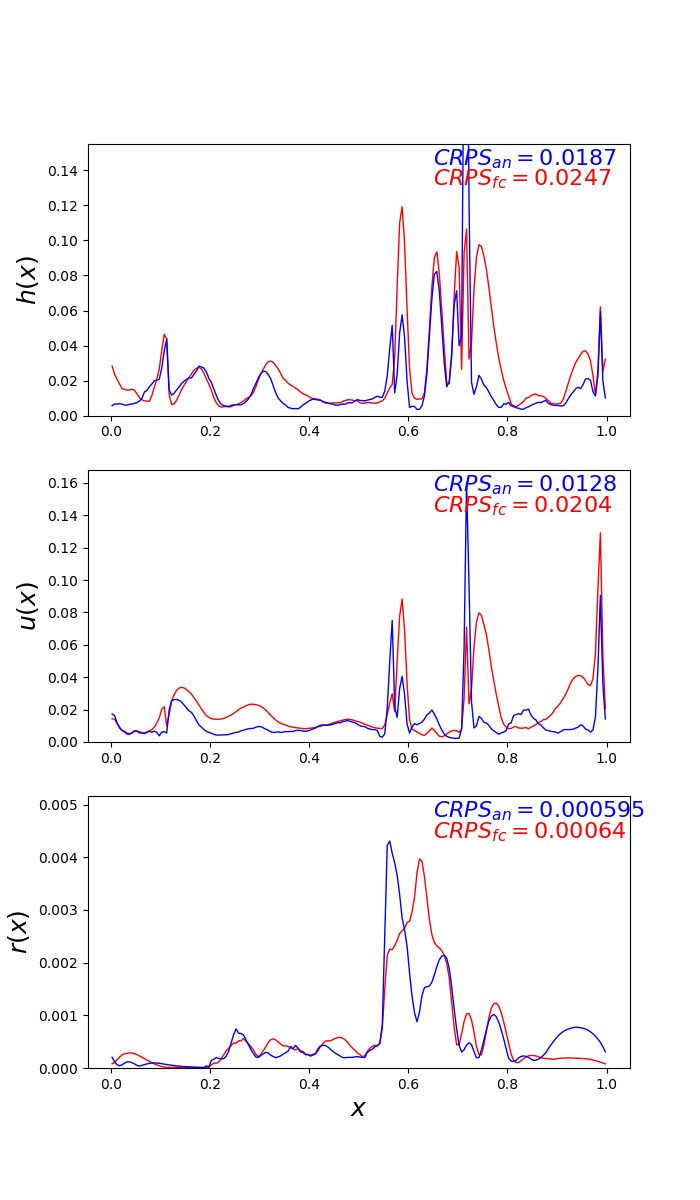 CRPS_an = 0.0187
CRPS_fc = 0.0247
0.14
0.12
0.10
0.08
0.06
0.04
0.02
0.00
h(x)
0.0 0.2 0.4 0.6 0.8 1.0
CRPS_an = 0.0128
CRPS_fc = 0.0204
0.16
0.14
0.12
0.10
0.08
0.06
0.04
0.02
0.00
u(x)
0.0 0.2 0.4 0.6 0.8 1.0
CRPS_an = 0.000595
CRPS_fc = 0.00064
0.005
0.004
0.003
0.002
0.001
0.000
r(x)
0.0 0.2 0.4 0.6 0.8 1.0
x